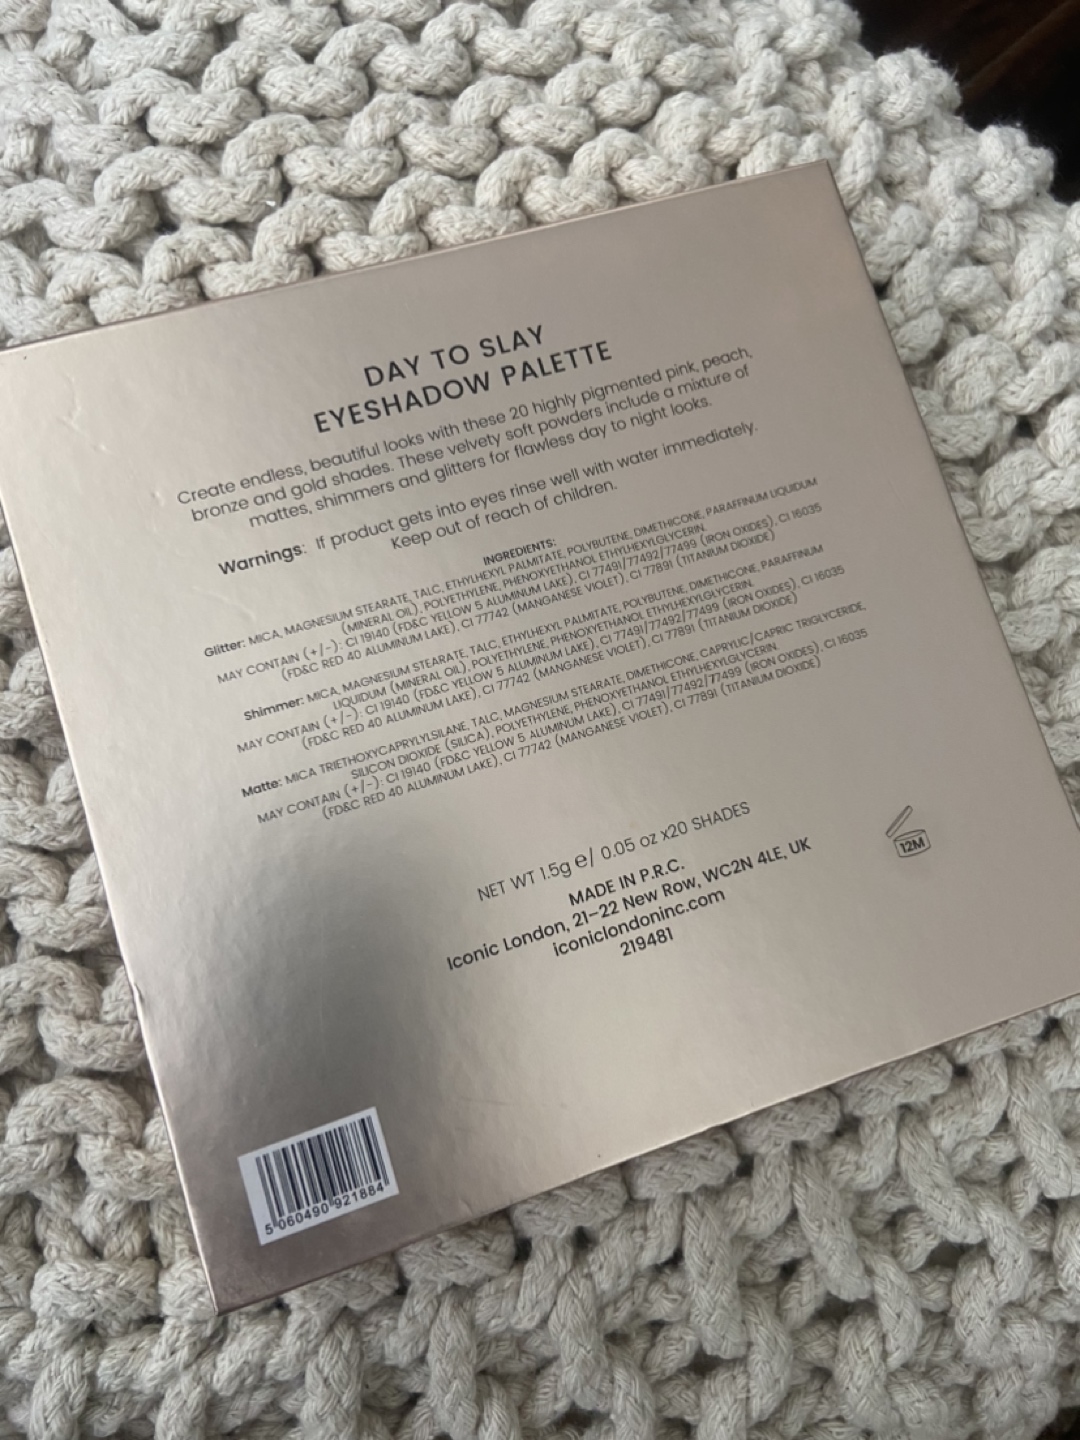 DAY TO SLAY
EYESHADOW PALETTE
Create endless, beautiful looks with these 20 highly pigmented pink, peach,
bronze and gold shades. These velvety soft powders include a mixture of
mattes, shimmers and glitters for flawless day to night looks.
Warnings: If product gets into eyes rinse well with water immediately.
Keep out of reach of children.
INGREDIENTS:
Glitter: MICA, MAGNESIUM STEARATE, TALC, ETHYLHEXYL PALMITATE, POLYBUTENE, DIMETHICONE, PARAFFINUM LIQUIDUM
(MINERAL OIL), POLYETHYLENE, PHENOXYETHANOL ETHYLHEXYLGLYCERIN.
MAY CONTAIN (+/-): CI 19140 (FD&C YELLOW 5 ALUMINUM LAKE), CI 77491/77492/77499 (IRON OXIDES), CI 16035
(FD&C RED 40 ALUMINUM LAKE), CI 77742 (MANGANESE VIOLET), CI 77891 (TITANIUM DIOXIDE)
Shimmer: MICA, MAGNESIUM STEARATE, TALC, ETHYLHEXYL PALMITATE, POLYBUTENE, DIMETHICONE, PARAFFINUM
LIQUIDUM (MINERAL OIL), POLYETHYLENE, PHENOXYETHANOL ETHYLHEXYLGLYCERIN.
MAY CONTAIN (+/-): CI 19140 (FD&C YELLOW 5 ALUMINUM LAKE), CI 77491/77492/77499 (IRON OXIDES), CI 16035
(FD&C RED 40 ALUMINUM LAKE), CI 77742 (MANGANESE VIOLET), CI 77891 (TITANIUM DIOXIDE)
Matte: MICA TRIETHOXYCAPRYLYLSILANE, TALC, MAGNESIUM STEARATE, DIMETHICONE, CAPRYLIC/CAPRIC TRIGLYCERIDE,
SILICON DIOXIDE (SILICA), POLYETHYLENE, PHENOXYETHANOL ETHYLHEXYLGLYCERIN.
MAY CONTAIN (+/-): CI 19140 (FD&C YELLOW 5 ALUMINUM LAKE), CI 77491/77492/77499 (IRON OXIDES), CI 16035
(FD&C RED 40 ALUMINUM LAKE), CI 77742 (MANGANESE VIOLET), CI 77891 (TITANIUM DIOXIDE)
NET WT 1.5g e/ 0.05 oz x20 SHADES
MADE IN P.R.C.
Iconic London, 21-22 New Row, WC2N 4LE, UK
iconiclondoninc.com
219481
12M
5 060490 921884